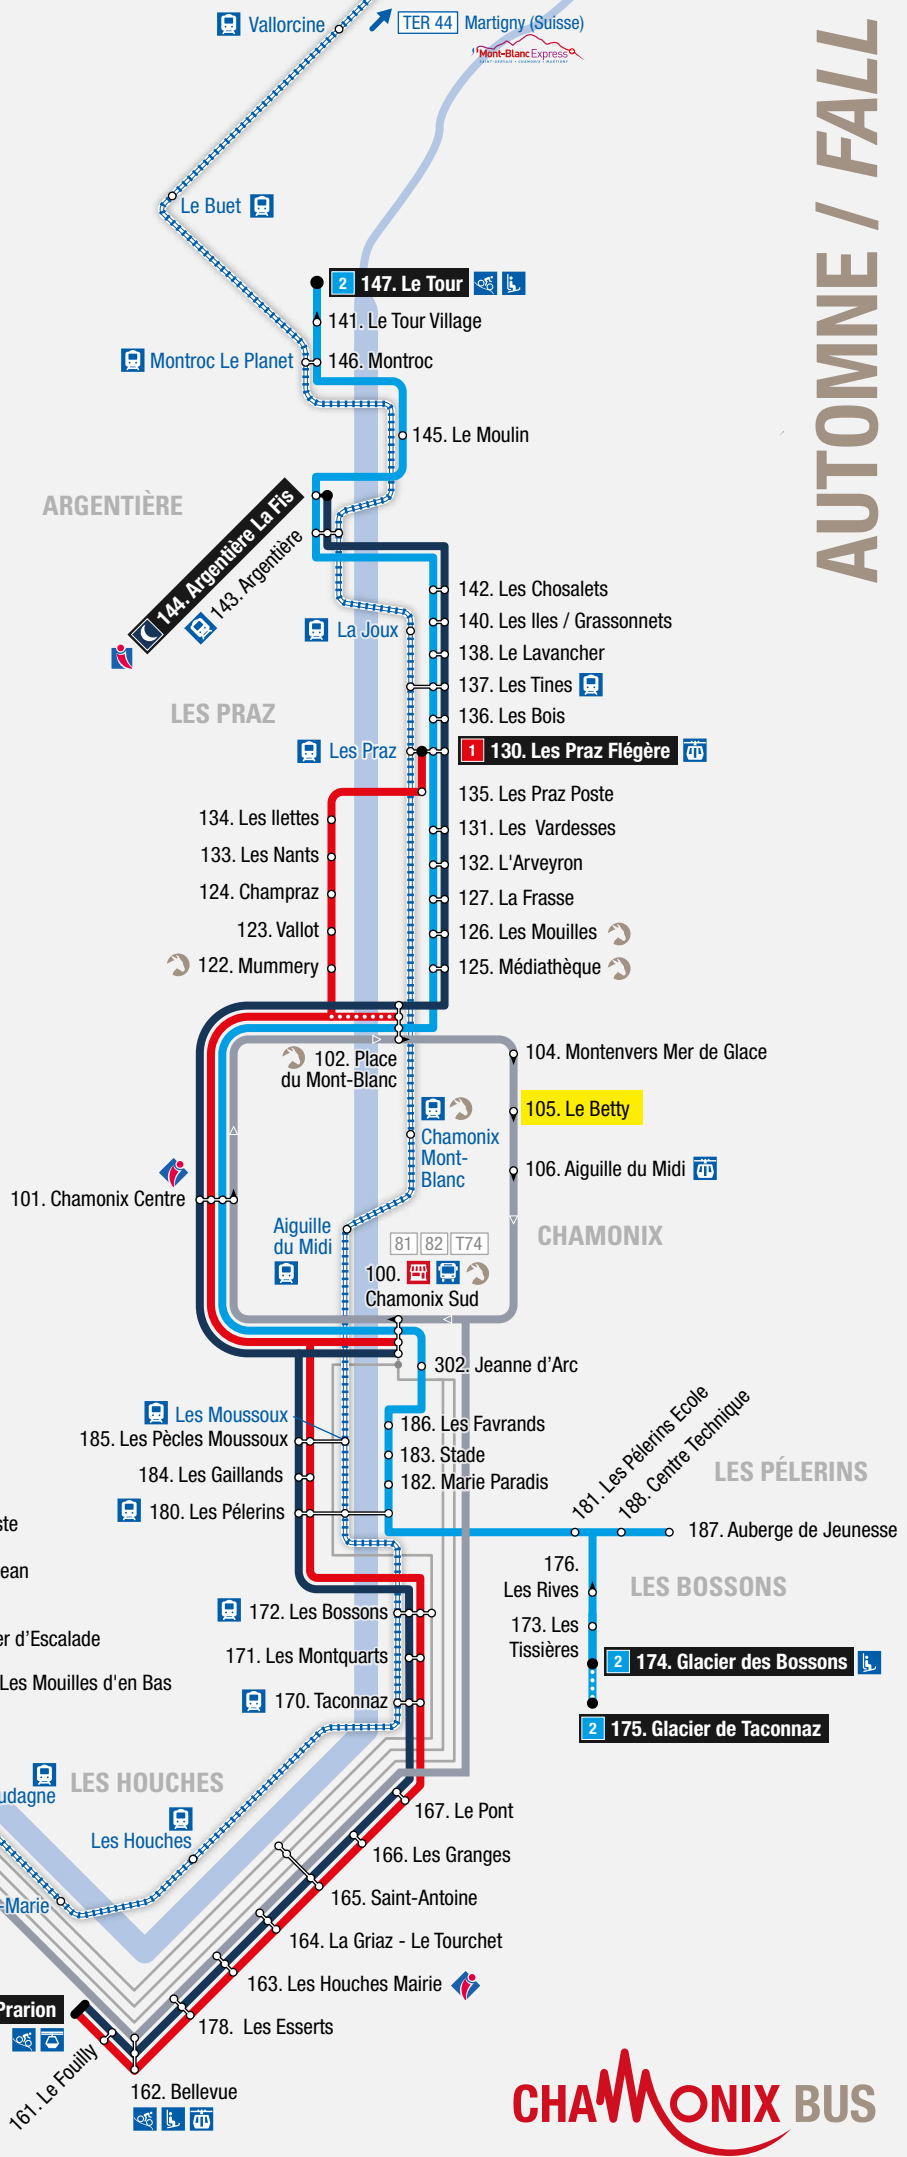 Vallorcine
TER 44 Martigny (Suisse)
Mont-Blanc Express
SAINT-GERVAIS • CHAMONIX • MARTIGNY
AUTOMNE / FALL
Le Buet
2 147. Le Tour
141. Le Tour Village
Montroc Le Planet
146. Montroc
145. Le Moulin
ARGENTIÈRE
144. Argentière La Fis
143. Argentière
142. Les Chosalets
140. Les Iles / Grassonnets
La Joux
138. Le Lavancher
137. Les Tines
LES PRAZ
136. Les Bois
Les Praz
1 130. Les Praz Flégère
135. Les Praz Poste
134. Les Ilettes
131. Les Vardesses
133. Les Nants
132. L'Arveyron
124. Champraz
127. La Frasse
123. Vallot
126. Les Mouilles
122. Mummery
125. Médiathèque
102. Place
du Mont-Blanc
104. Montenvers Mer de Glace
105. Le Betty
Chamonix
Mont-
Blanc
106. Aiguille du Midi
101. Chamonix Centre
Aiguille
du Midi
CHAMONIX
81 82 T74
100.
Chamonix Sud
302. Jeanne d'Arc
Les Moussoux
185. Les Pècles Moussoux
186. Les Favrands
184. Les Gaillands
183. Stade
182. Marie Paradis
181. Les Pélerins Ecole
188. Centre Technique
LES PÉLERINS
180. Les Pélerins
187. Auberge de Jeunesse
ste
176.
Les Rives
ean
LES BOSSONS
172. Les Bossons
173. Les
Tissières
er d'Escalade
171. Les Montquarts
2 174. Glacier des Bossons
Les Mouilles d'en Bas
170. Taconnaz
2 175. Glacier de Taconnaz
LES HOUCHES
udagne
167. Le Pont
Les Houches
166. Les Granges
165. Saint-Antoine
-Marie
164. La Griaz - Le Tourchet
163. Les Houches Mairie
Prarion
178. Les Esserts
161. Le Fouilly
162. Bellevue
CHAMONIX BUS